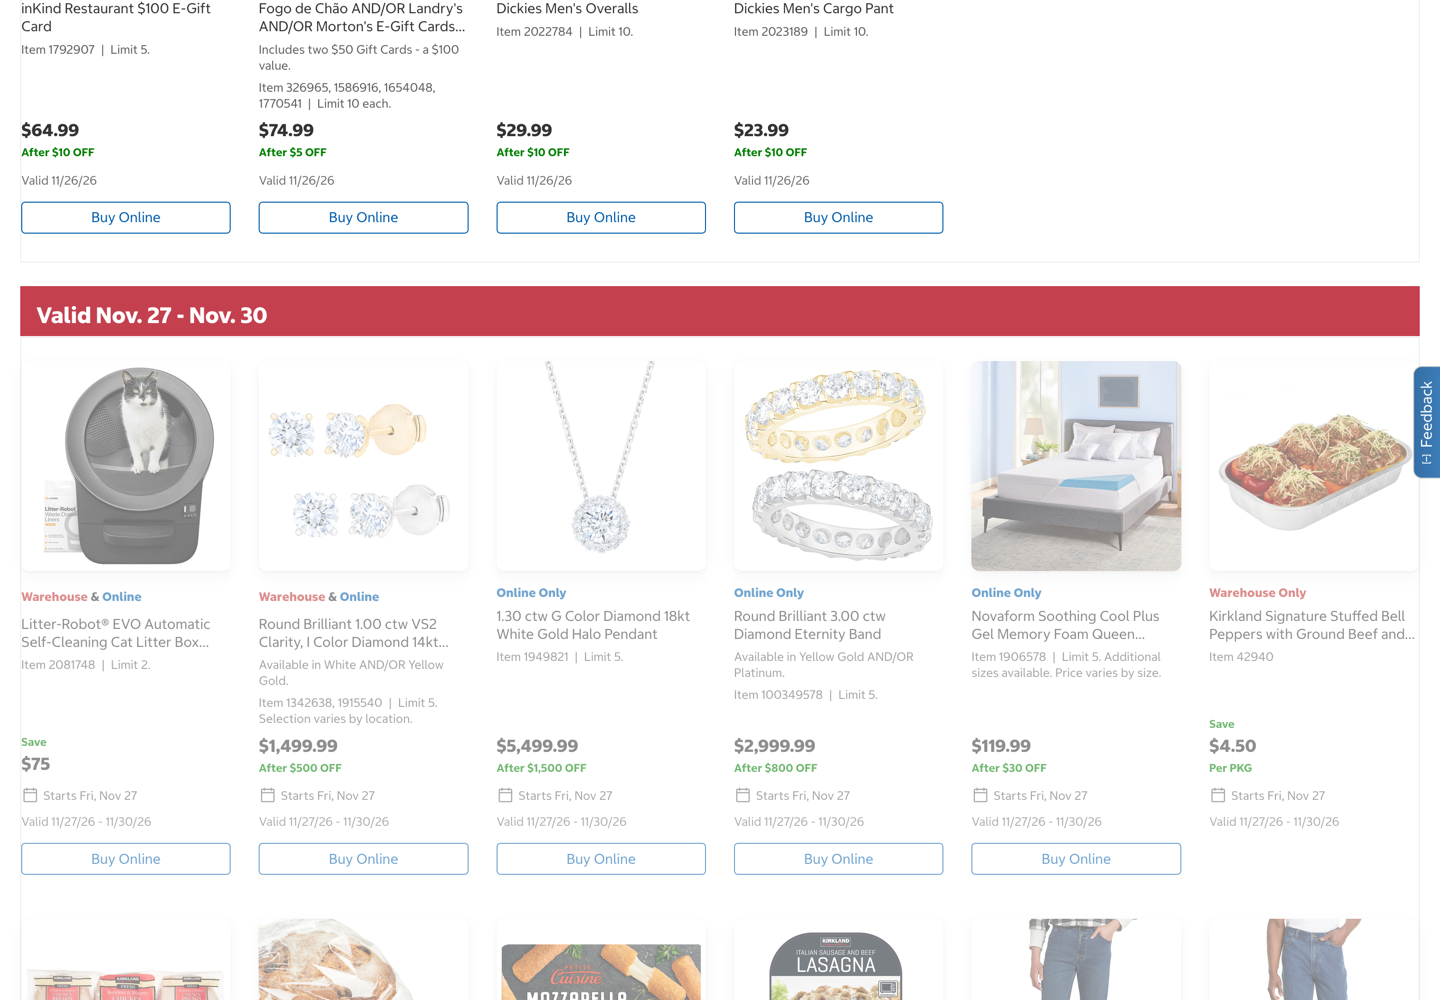 inKind Restaurant $100 E-Gift
Card
Item 1792907 | Limit 5.
$64.99
After $10 OFF
Valid 11/26/26
Buy Online
Fogo de Chão AND/OR Landry's
AND/OR Morton's E-Gift Cards...
Includes two $50 Gift Cards - a $100
value.
Item 326965, 1586916, 1654048,
1770541 | Limit 10 each.
$74.99
After $5 OFF
Valid 11/26/26
Buy Online
Dickies Men's Overalls
Item 2022784 | Limit 10.
$29.99
After $10 OFF
Valid 11/26/26
Buy Online
Dickies Men's Cargo Pant
Item 2023189 | Limit 10.
$23.99
After $10 OFF
Valid 11/26/26
Buy Online
Valid Nov. 27 - Nov. 30
Litter-Robot
Waste Drawer
Liners
Warehouse & Online
Litter-Robot® EVO Automatic
Self-Cleaning Cat Litter Box...
Item 2081748 | Limit 2.
Save
$75
Starts Fri, Nov 27
Valid 11/27/26 - 11/30/26
Buy Online
Warehouse & Online
Round Brilliant 1.00 ctw VS2
Clarity, I Color Diamond 14kt...
Available in White AND/OR Yellow
Gold.
Item 1342638, 1915540 | Limit 5.
Selection varies by location.
$1,499.99
After $500 OFF
Starts Fri, Nov 27
Valid 11/27/26 - 11/30/26
Buy Online
Online Only
1.30 ctw G Color Diamond 18kt
White Gold Halo Pendant
Item 1949821 | Limit 5.
$5,499.99
After $1,500 OFF
Starts Fri, Nov 27
Valid 11/27/26 - 11/30/26
Buy Online
Online Only
Round Brilliant 3.00 ctw
Diamond Eternity Band
Available in Yellow Gold AND/OR
Platinum.
Item 100349578 | Limit 5.
$2,999.99
After $800 OFF
Starts Fri, Nov 27
Valid 11/27/26 - 11/30/26
Buy Online
Online Only
Novaform Soothing Cool Plus
Gel Memory Foam Queen...
Item 1906578 | Limit 5. Additional
sizes available. Price varies by size.
$119.99
After $30 OFF
Starts Fri, Nov 27
Valid 11/27/26 - 11/30/26
Buy Online
Warehouse Only
Kirkland Signature Stuffed Bell
Peppers with Ground Beef and...
Item 42940
Save
$4.50
Per PKG
Starts Fri, Nov 27
Valid 11/27/26 - 11/30/26
[-] Feedback
KIRKLAND
Cuisine
MOZZARELLA
KIRKLAND
ITALIAN SAUSAGE AND BEEF
LASAGNA